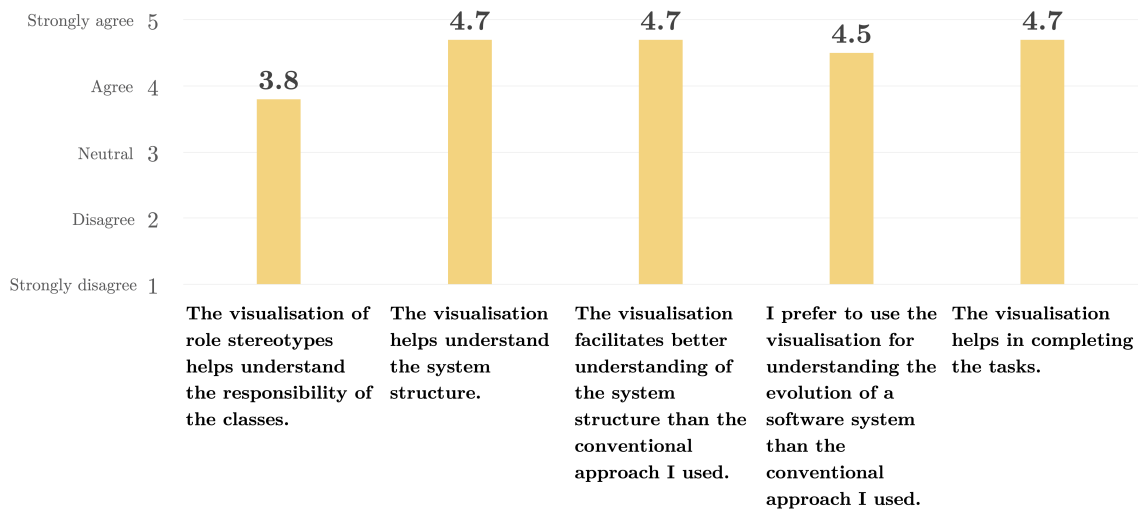 Strongly agree 5
Agree 4
Neutral 3
Disagree 2
Strongly disagree 1
3.8
4.7
4.7
4.5
4.7
The visualisation of
role stereotypes
helps understand
the responsibility of
the classes.
The visualisation
helps understand
the system
structure.
The visualisation
facilitates better
understanding of
the system
structure than the
conventional
approach I used.
I prefer to use the
visualisation for
understanding the
evolution of a
software system
than the
conventional
approach I used.
The visualisation
helps in completing
the tasks.